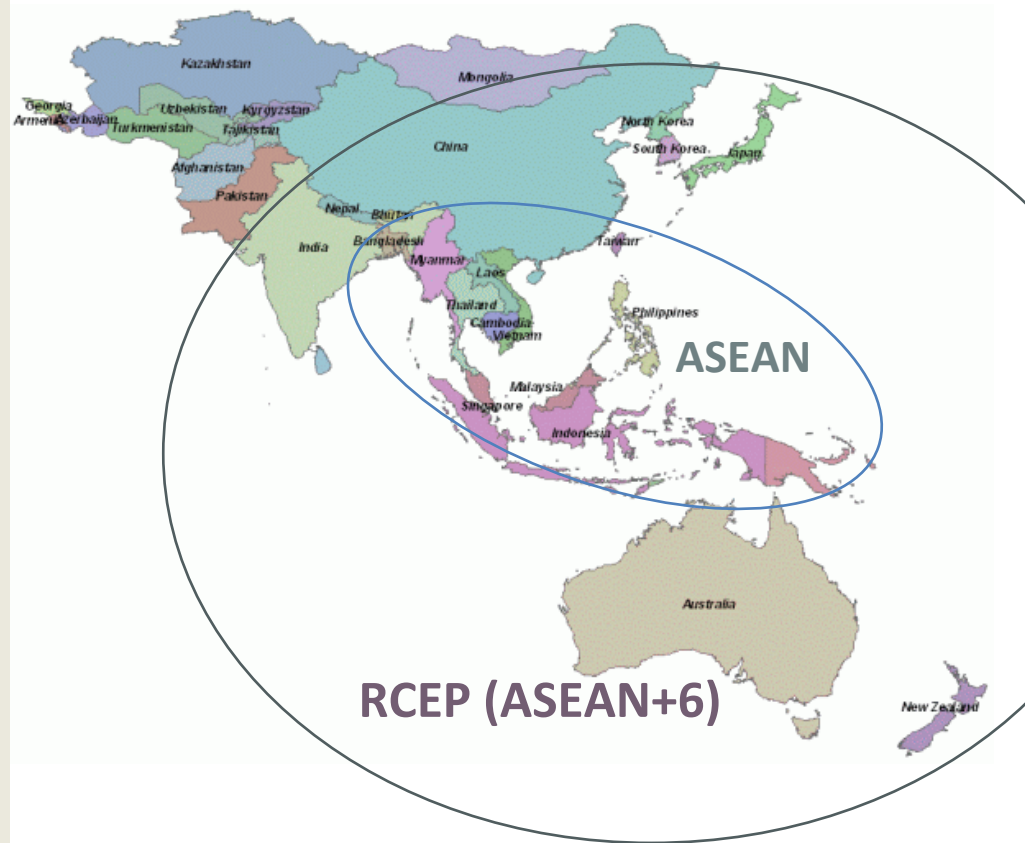 Kazakhstan
Mongolia
Georgia
Uzbekistan
Kyrgyzstan
Armenia
Azerbaijan
Turkmenistan
Tajikistan
North Korea
China
South Korea
Japan
Afghanistan
Pakistan
Nepal
Bhutan
India
Bangladesh
Taiwan
Myanmar
Laos
Thailand
Philippines
Cambodia
Vietnam
ASEAN
Malaysia
Singapore
Indonesia
Australia
RCEP (ASEAN+6)
New Zealand